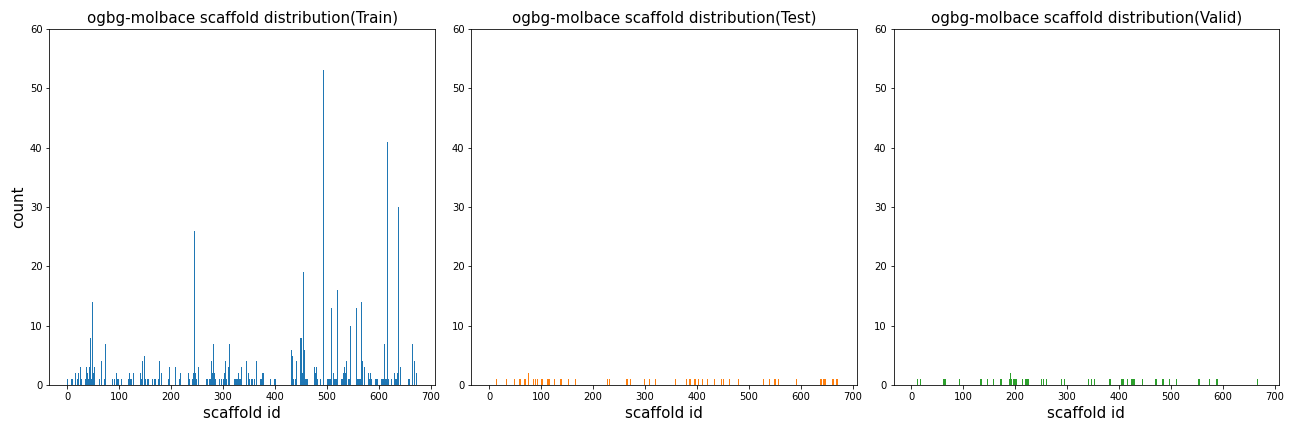 ogbg-molbace scaffold distribution(Train)
60
50
40
30
20
10
0
count
0 100 200 300 400 500 600 700
scaffold id
ogbg-molbace scaffold distribution(Test)
60
50
40
30
20
10
0
0 100 200 300 400 500 600 700
scaffold id
ogbg-molbace scaffold distribution(Valid)
60
50
40
30
20
10
0
0 100 200 300 400 500 600 700
scaffold id